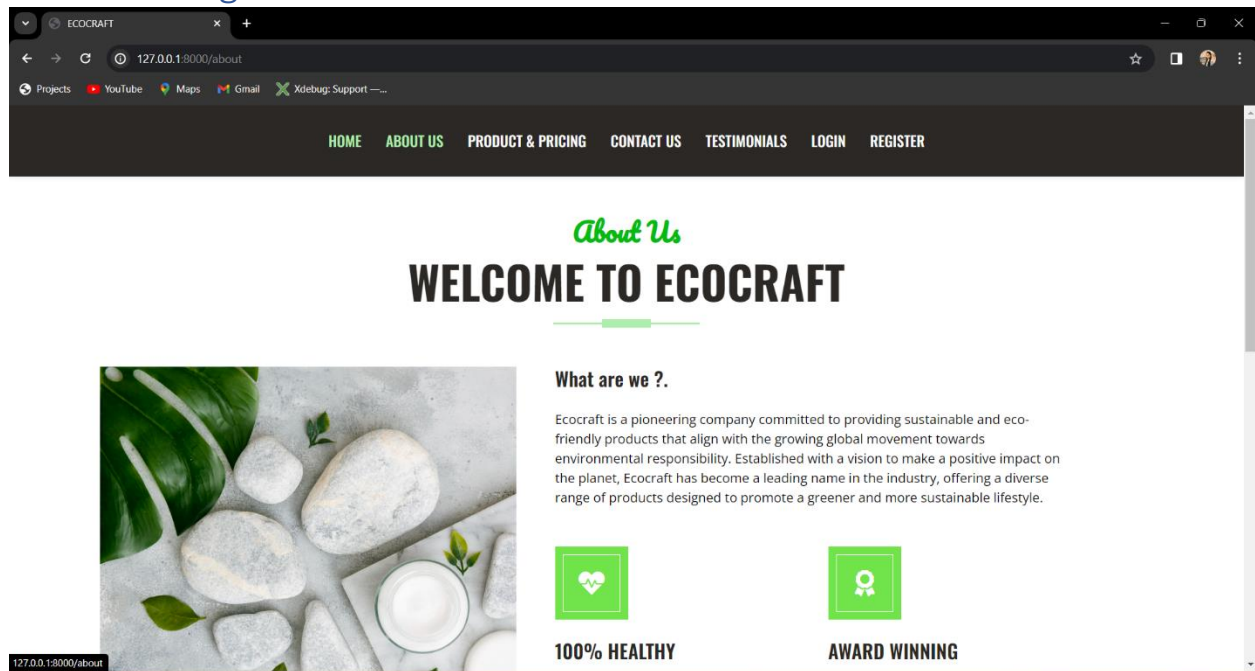 ECOCRAFT
127.0.0.1:8000/about
Projects YouTube Maps Gmail Xdebug: Support —...
HOME ABOUT US PRODUCT & PRICING CONTACT US TESTIMONIALS LOGIN REGISTER
About Us
WELCOME TO ECOCRAFT
What are we ?.
Ecocraft is a pioneering company committed to providing sustainable and eco-
friendly products that align with the growing global movement towards
environmental responsibility. Established with a vision to make a positive impact on
the planet, Ecocraft has become a leading name in the industry, offering a diverse
range of products designed to promote a greener and more sustainable lifestyle.
100% HEALTHY AWARD WINNING
127.0.0.1:8000/about